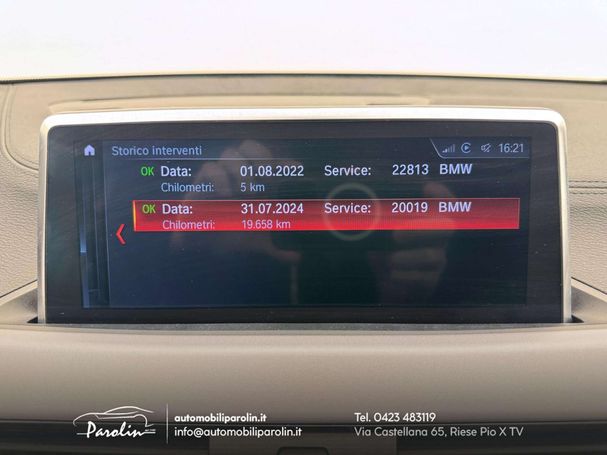 Storico interventi
16:21
OK Data: 01.08.2022 Service: 22813 BMW
Chilometri: 5 km
OK Data: 31.07.2024 Service: 20019 BMW
Chilometri: 19.658 km
Parolin
automobiliparolin.it
info@automobiliparolin.it
Tel. 0423 483119
Via Castellana 65, Riese Pio X TV